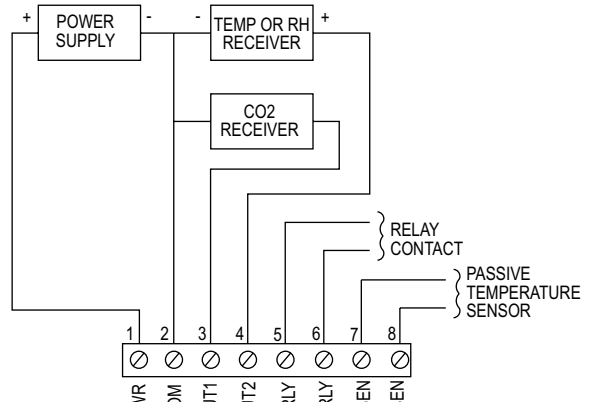 + POWER SUPPLY -
- TEMP OR RH RECEIVER +
CO2 RECEIVER
RELAY CONTACT
PASSIVE TEMPERATURE SENSOR
1 2 3 4 5 6 7 8